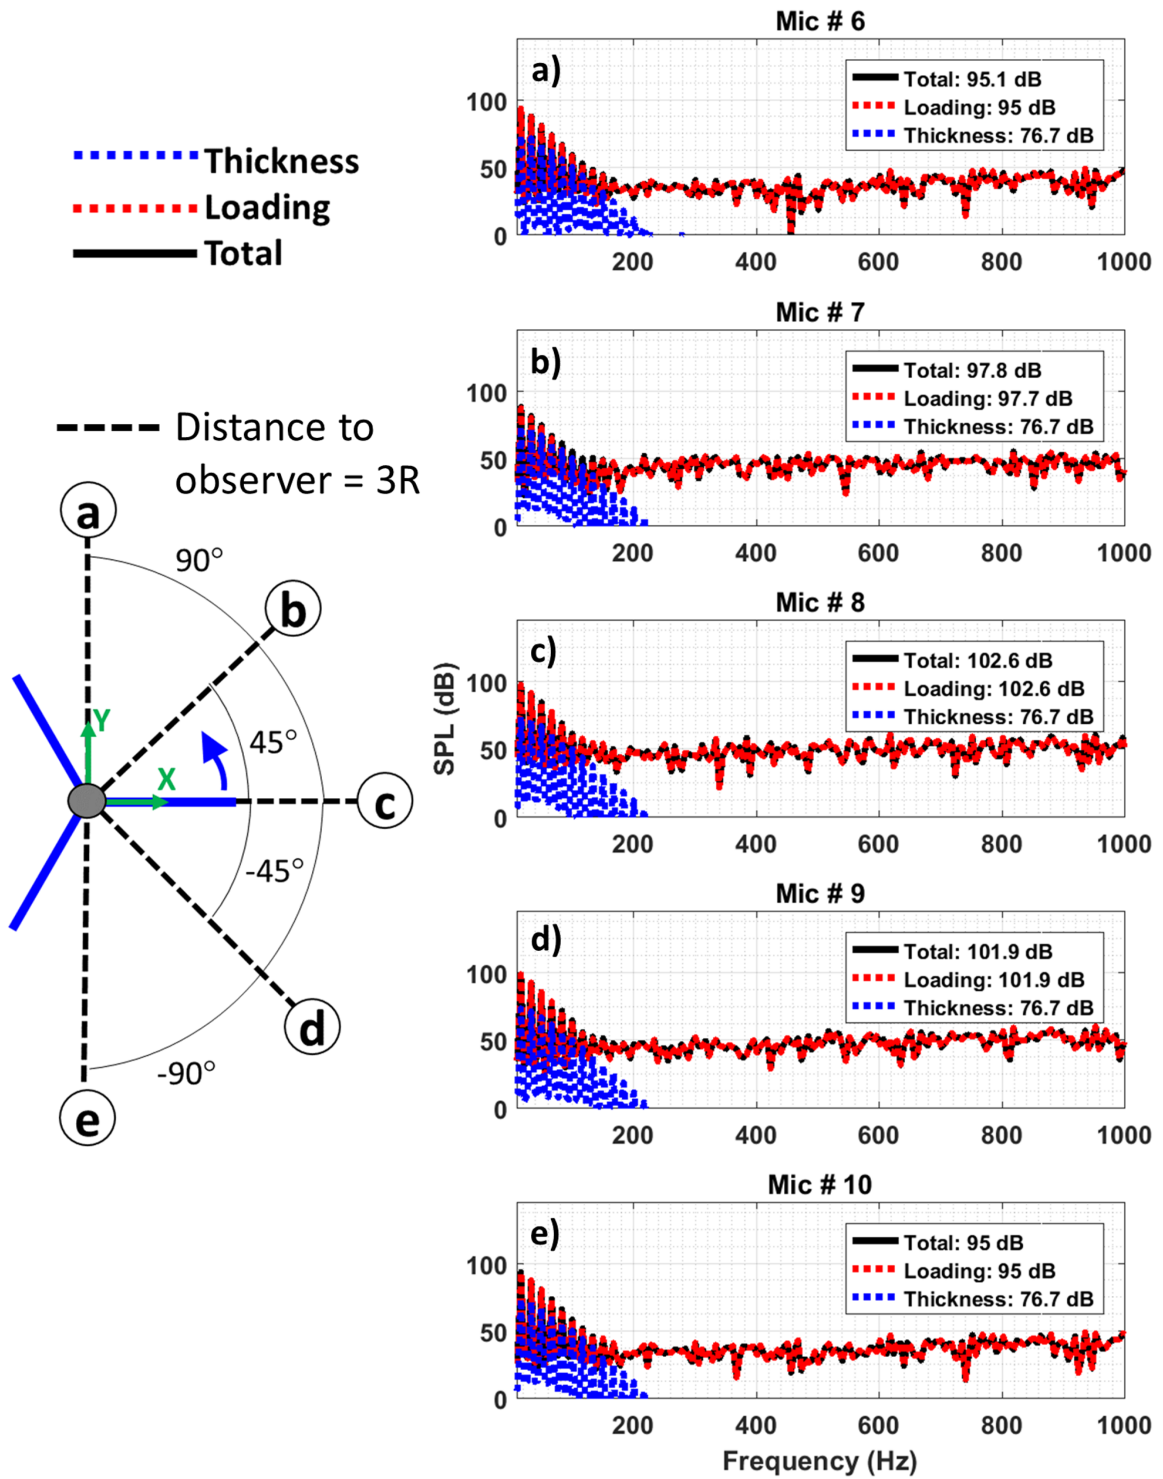 Thickness
Loading
Total
Distance to
observer = 3R
a
90°
b
45°
Y
X
c
-45°
d
-90°
e
Mic # 6
a)
Total: 95.1 dB
Loading: 95 dB
Thickness: 76.7 dB
100
50
0
200 400 600 800 1000
Mic # 7
b)
Total: 97.8 dB
Loading: 97.7 dB
Thickness: 76.7 dB
100
50
0
200 400 600 800 1000
Mic # 8
c)
Total: 102.6 dB
Loading: 102.6 dB
Thickness: 76.7 dB
SPL (dB)
100
50
0
200 400 600 800 1000
Mic # 9
d)
Total: 101.9 dB
Loading: 101.9 dB
Thickness: 76.7 dB
100
50
0
200 400 600 800 1000
Mic # 10
e)
Total: 95 dB
Loading: 95 dB
Thickness: 76.7 dB
100
50
0
200 400 600 800 1000
Frequency (Hz)